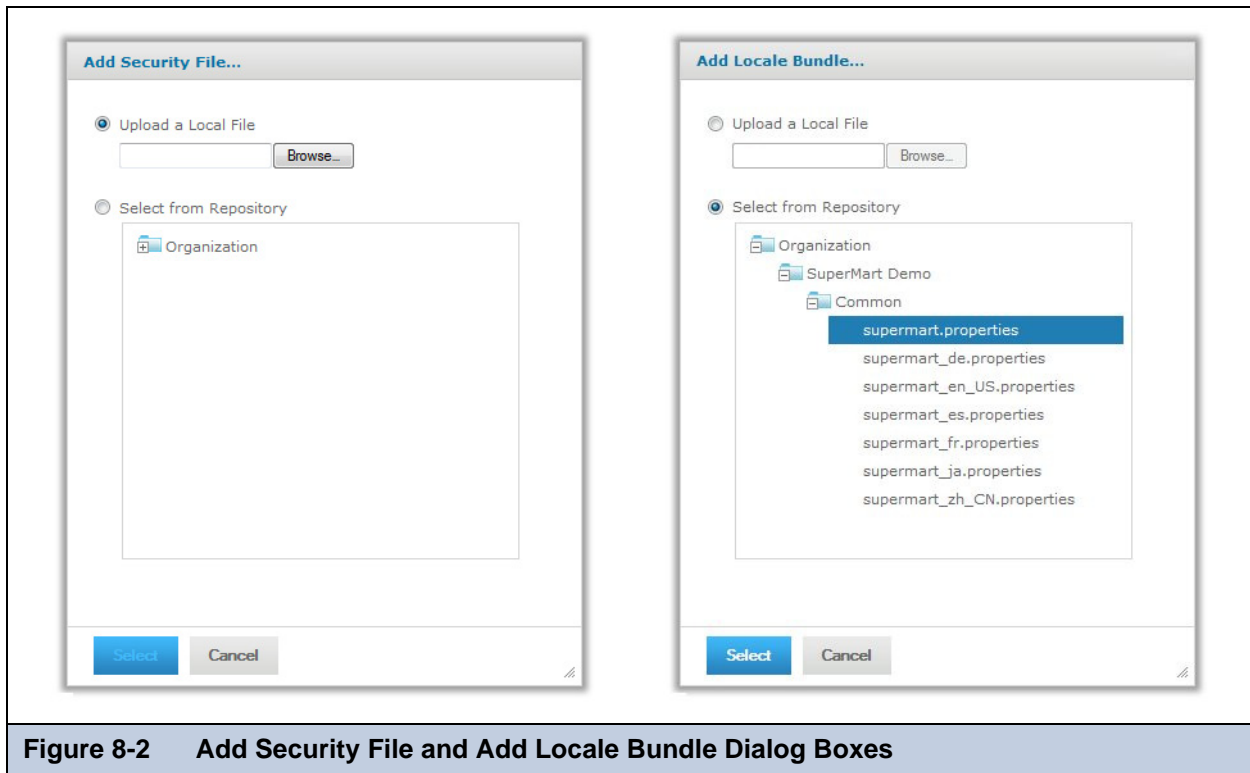 Add Security File...
Upload a Local File
Browse...
Select from Repository
Organization
Select
Cancel
Add Locale Bundle...
Upload a Local File
Browse...
Select from Repository
Organization
SuperMart Demo
Common
supermart.properties
supermart_de.properties
supermart_en_US.properties
supermart_es.properties
supermart_fr.properties
supermart_ja.properties
supermart_zh_CN.properties
Select
Cancel
Figure 8-2 Add Security File and Add Locale Bundle Dialog Boxes